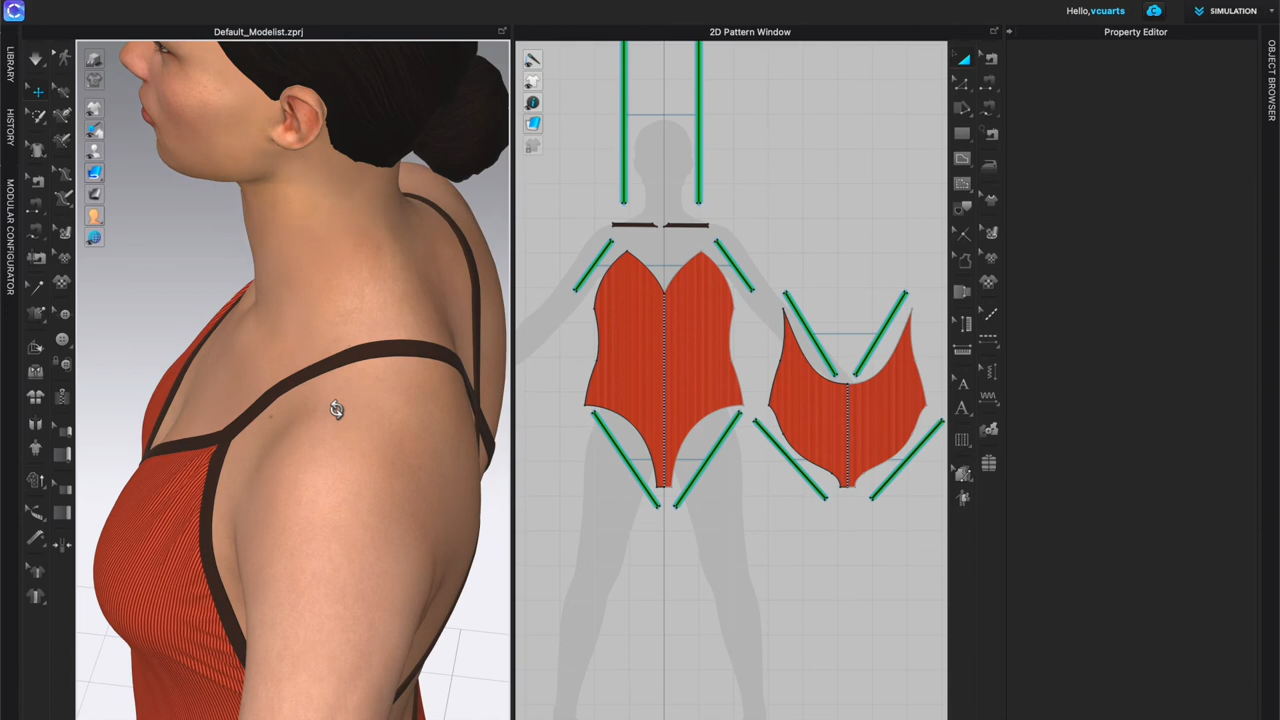 Hello, vcuarts
SIMULATION
Default_Modelist.zprj
2D Pattern Window
Property Editor
LIBRARY
HISTORY
MODULAR CONFIGURATOR
OBJECT BROWSER
A
A